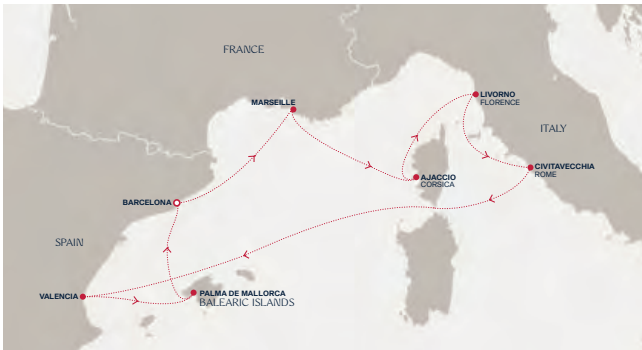 FRANCE
MARSEILLE
LIVORNO
FLORENCE
ITALY
CIVITAVECCHIA
ROME
AJACCIO
CORSICA
BARCELONA
SPAIN
VALENCIA
PALMA DE MALLORCA
BALEARIC ISLANDS